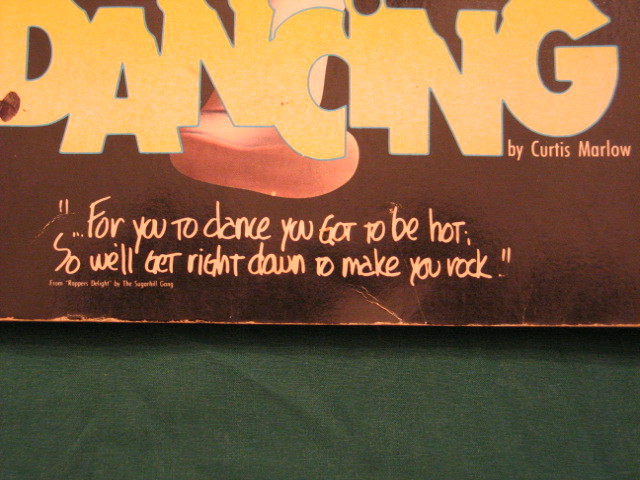 DANCING
by Curtis Marlow
"...For you to dance you got to be hot;
So we'll get right down to make you rock."
From "Rappers Delight" by The Sugarhill Gang